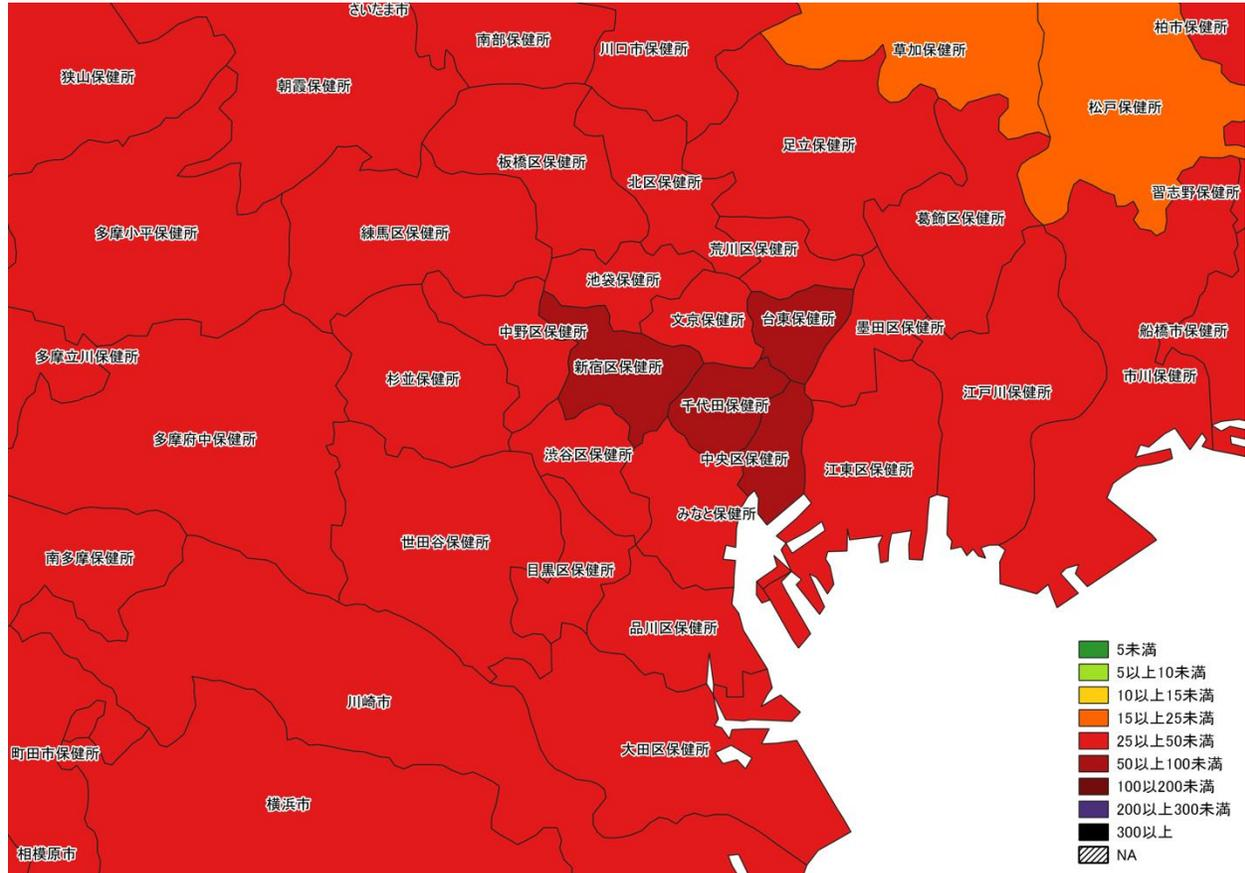 さいたま市
柏市保健所
南部保健所
川口市保健所
草加保健所
狭山保健所
朝霞保健所
松戸保健所
足立保健所
板橋区保健所
北区保健所
習志野保健所
葛飾区保健所
多摩小平保健所
練馬区保健所
荒川区保健所
池袋保健所
文京保健所
台東保健所
墨田区保健所
中野区保健所
船橋市保健所
多摩立川保健所
新宿区保健所
杉並保健所
市川保健所
江戸川保健所
千代田保健所
多摩府中保健所
渋谷区保健所
中央区保健所
江東区保健所
みなと保健所
世田谷保健所
南多摩保健所
目黒区保健所
品川区保健所
川崎市
大田区保健所
町田市保健所
横浜市
相模原市
5未満
5以上10未満
10以上15未満
15以上25未満
25以上50未満
50以上100未満
100以200未満
200以上300未満
300以上
NA